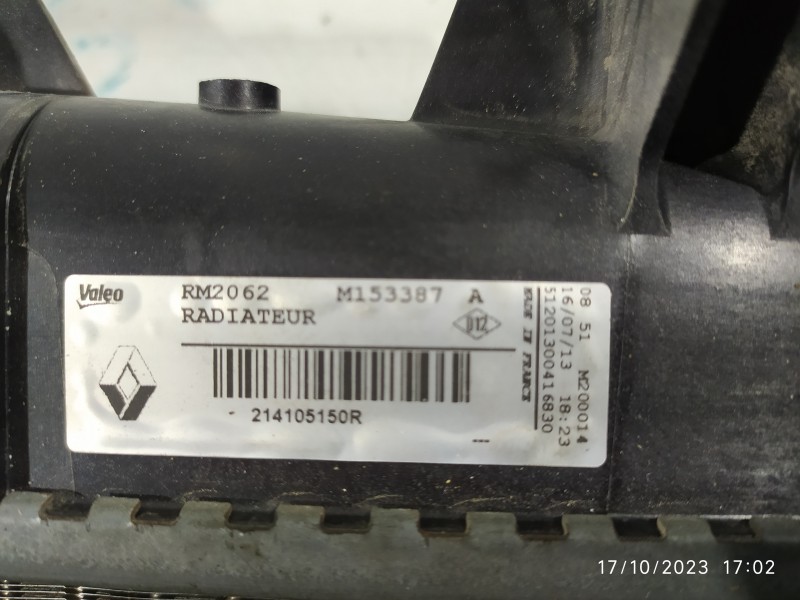 Valeo
RM2062 M153387 A
RADIATEUR
D12
214105150R
---
MADE IN FRANCE
51201300416830
16/07/13 18:23
08 51 M200014
17/10/2023 17:02